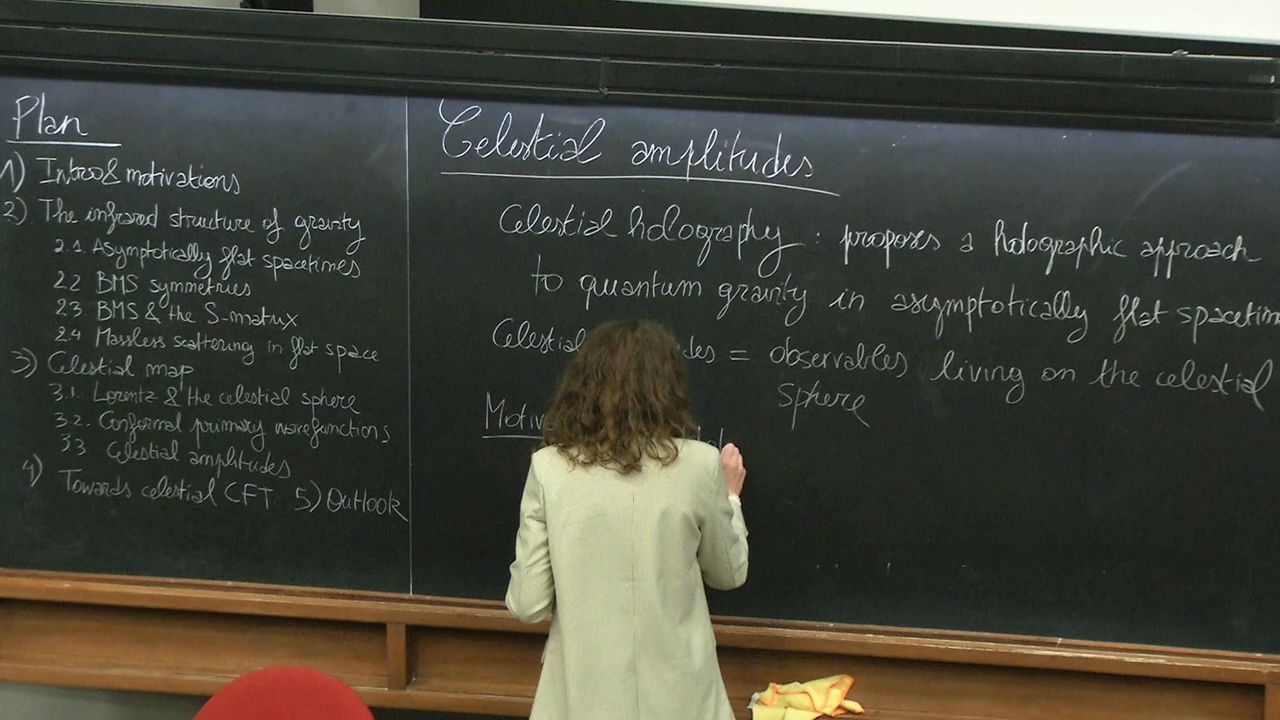 Plan
1) Intro & motivations
2) The infrared structure of gravity
2.1. Asymptotically flat spacetimes
2.2 BMS symmetries
2.3 BMS & the S-matrix
2.4 Massless scattering in flat space
3) Celestial map
3.1. Lorentz & the celestial sphere
3.2. Conformal primary wavefunctions
3.3 Celestial amplitudes
4) Towards celestial CFT 5) Outlook
Celestial amplitudes
Celestial holography : proposes a holographic approach
to quantum gravity in asymptotically flat spacetim
Celestial des = observables living on the celestial
sphere
Motiv